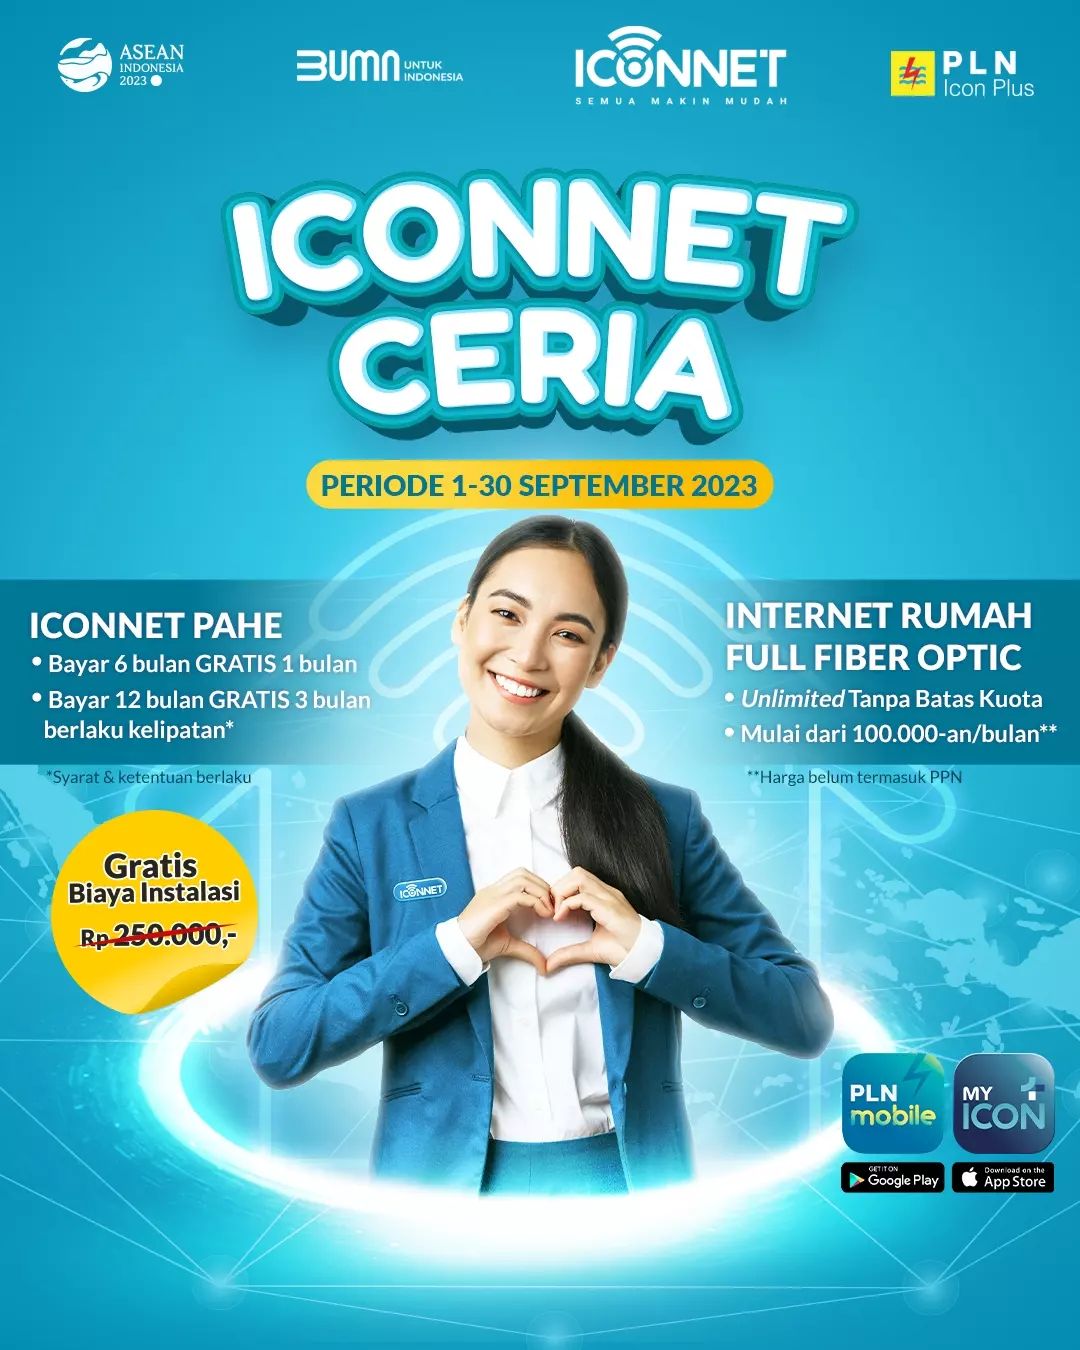 ASEAN
INDONESIA
2023
BUMN UNTUK
INDONESIA
ICONNET
SEMUA MAKIN MUDAH
PLN
Icon Plus
ICONNET
CERIA
PERIODE 1-30 SEPTEMBER 2023
ICONNET PAHE
• Bayar 6 bulan GRATIS 1 bulan
• Bayar 12 bulan GRATIS 3 bulan
berlaku kelipatan*
*Syarat & ketentuan berlaku
INTERNET RUMAH
FULL FIBER OPTIC
• Unlimited Tanpa Batas Kuota
• Mulai dari 100.000-an/bulan**
**Harga belum termasuk PPN
Gratis
Biaya Instalasi
Rp 250.000,-
ICONNET
PLN
mobile
MY
ICON+
GET IT ON
Google Play
Download on the
App Store